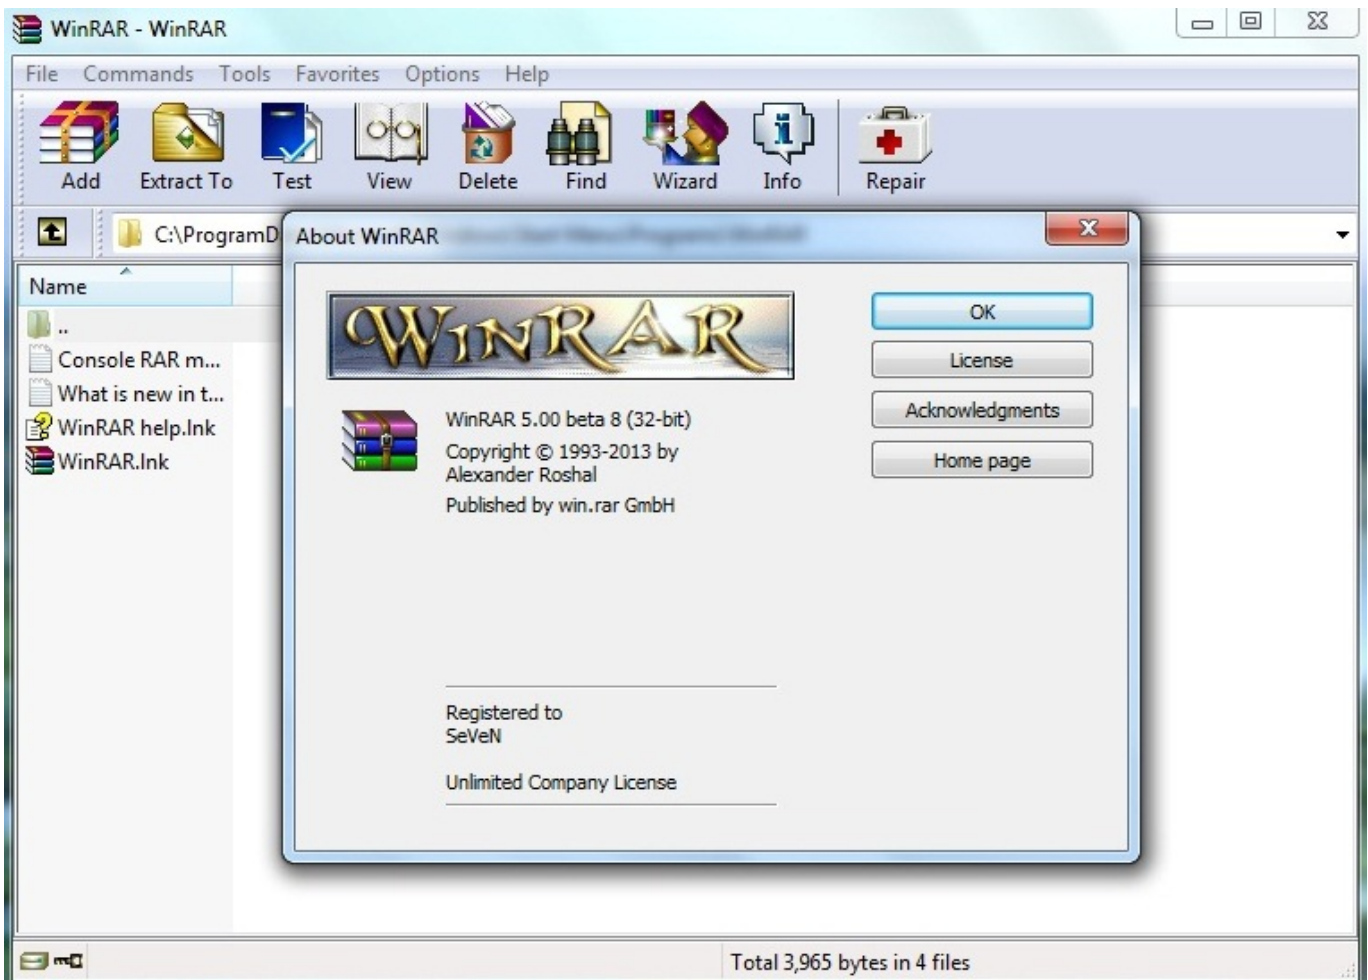 WinRAR - WinRAR
File Commands Tools Favorites Options Help
Add Extract To Test View Delete Find Wizard Info Repair
C:\ProgramD
About WinRAR
Name
..
Console RAR m...
What is new in t...
WinRAR help.lnk
WinRAR.lnk
WINRAR
OK
License
Acknowledgments
Home page
WinRAR 5.00 beta 8 (32-bit)
Copyright © 1993-2013 by
Alexander Roshal
Published by win.rar GmbH
Registered to
SeVeN
Unlimited Company License
Total 3,965 bytes in 4 files